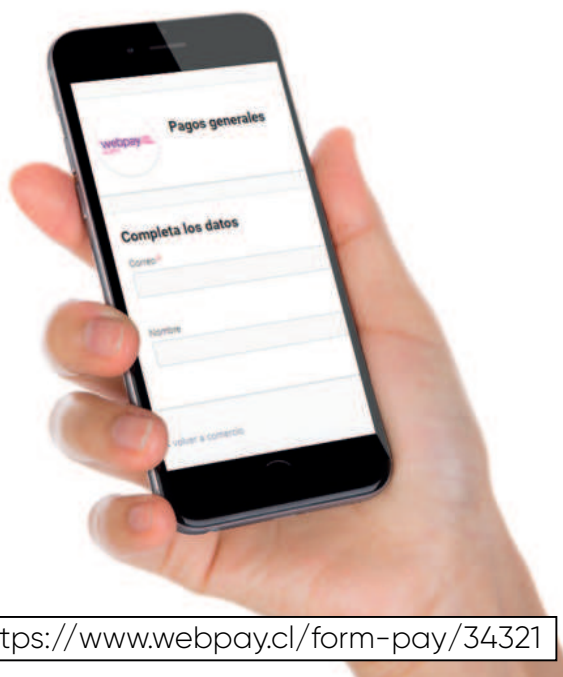 webpay
Pagos generales
Completa los datos
Correo*
Nombre
volver a comercio
tps://www.webpay.cl/form-pay/34321